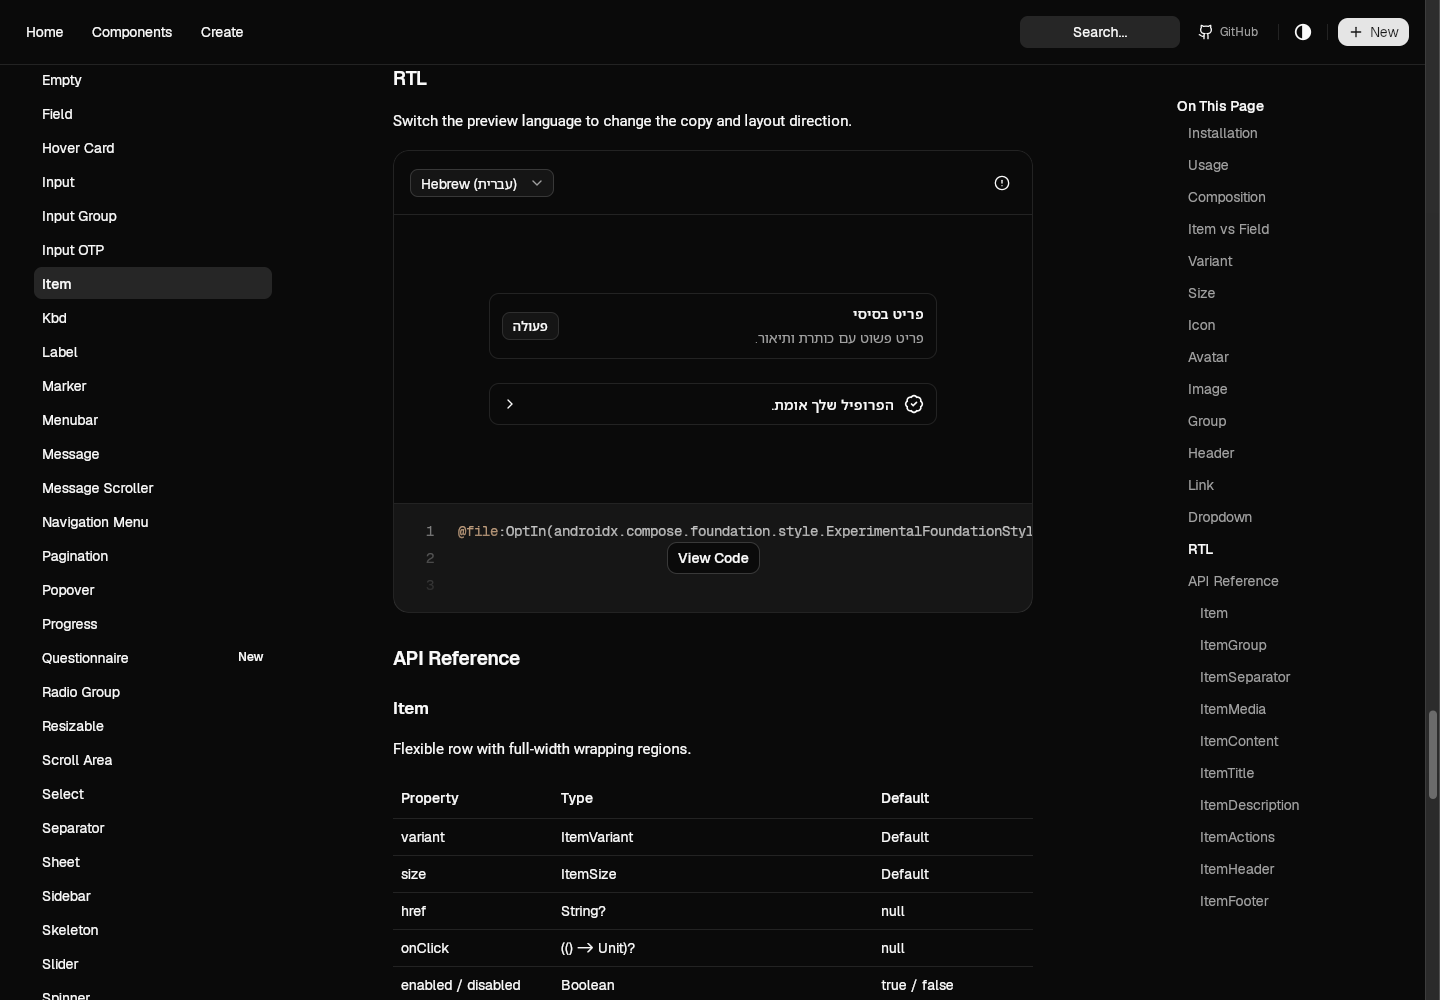 Home
Components
Create
Search...
GitHub
New
Empty
Field
Hover Card
Input
Input Group
Input OTP
Item
Kbd
Label
Marker
Menubar
Message
Message Scroller
Navigation Menu
Pagination
Popover
Progress
Questionnaire New
Radio Group
Resizable
Scroll Area
Select
Separator
Sheet
Sidebar
Skeleton
Slider
Spinner
RTL
Switch the preview language to change the copy and layout direction.
Hebrew (עברית)
פריט בסיסי
פריט פשוט עם כותרת ותיאור.
פעולה
הפרופיל שלך אומת.
1 @file:OptIn(androidx.compose.foundation.style.ExperimentalFoundationStyl
2
3
View Code
API Reference
Item
Flexible row with full-width wrapping regions.
Property Type Default
variant ItemVariant Default
size ItemSize Default
href String? null
onClick (() -> Unit)? null
enabled / disabled Boolean true / false
On This Page
Installation
Usage
Composition
Item vs Field
Variant
Size
Icon
Avatar
Image
Group
Header
Link
Dropdown
RTL
API Reference
Item
ItemGroup
ItemSeparator
ItemMedia
ItemContent
ItemTitle
ItemDescription
ItemActions
ItemHeader
ItemFooter